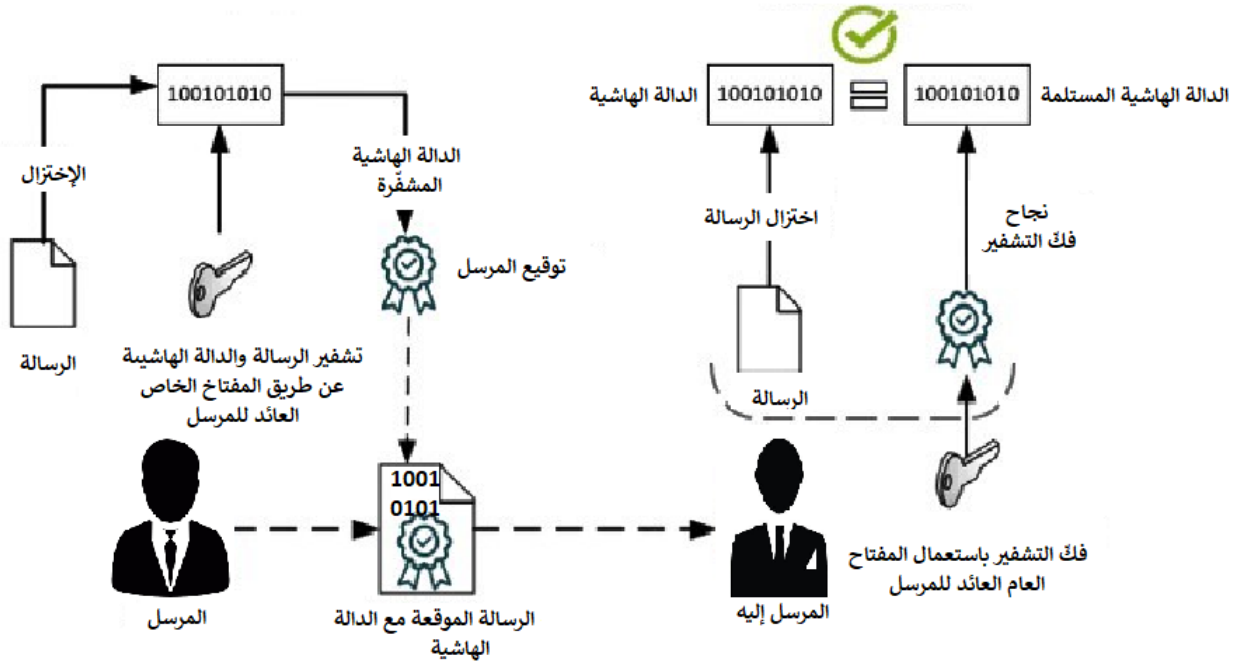 100101010
الإختزال
الرسالة
الدالة الهاشية
المشفّرة
توقيع المرسل
تشفير الرسالة والدالة الهاشيىة
عن طريق المفتاخ الخاص
العائد للمرسل
المرسل
1001
0101
الرسالة الموقعة مع الدالة
الهاشية
الدالة الهاشية
100101010
100101010
الدالة الهاشية المستلمة
اختزال الرسالة
نجاح
فكّ التشفير
الرسالة
فكّ التشفير باستعمال المفتاح
العام العائد للمرسل
المرسل إليه